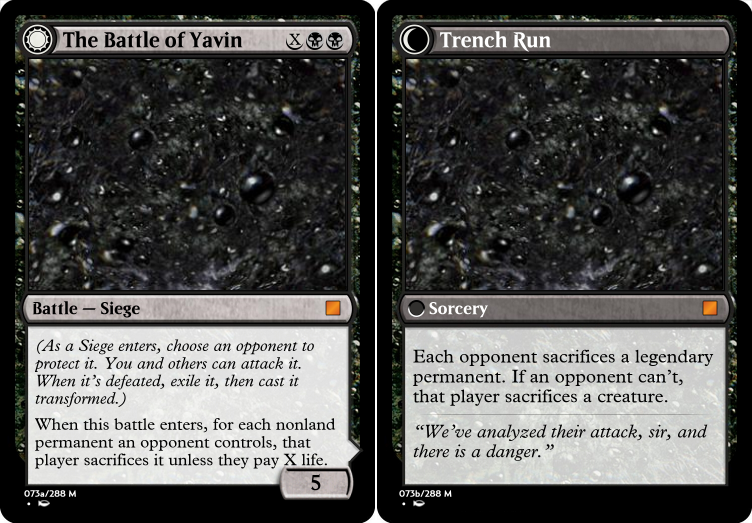 The Battle of Yavin
X
Battle — Siege
(As a Siege enters, choose an opponent to
protect it. You and others can attack it.
When it's defeated, exile it, then cast it
transformed.)
When this battle enters, for each nonland
permanent an opponent controls, that
player sacrifices it unless they pay X life.
5
073a/288 M
Trench Run
Sorcery
Each opponent sacrifices a legendary
permanent. If an opponent can't,
that player sacrifices a creature.
“We've analyzed their attack, sir, and
there is a danger.”
073b/288 M